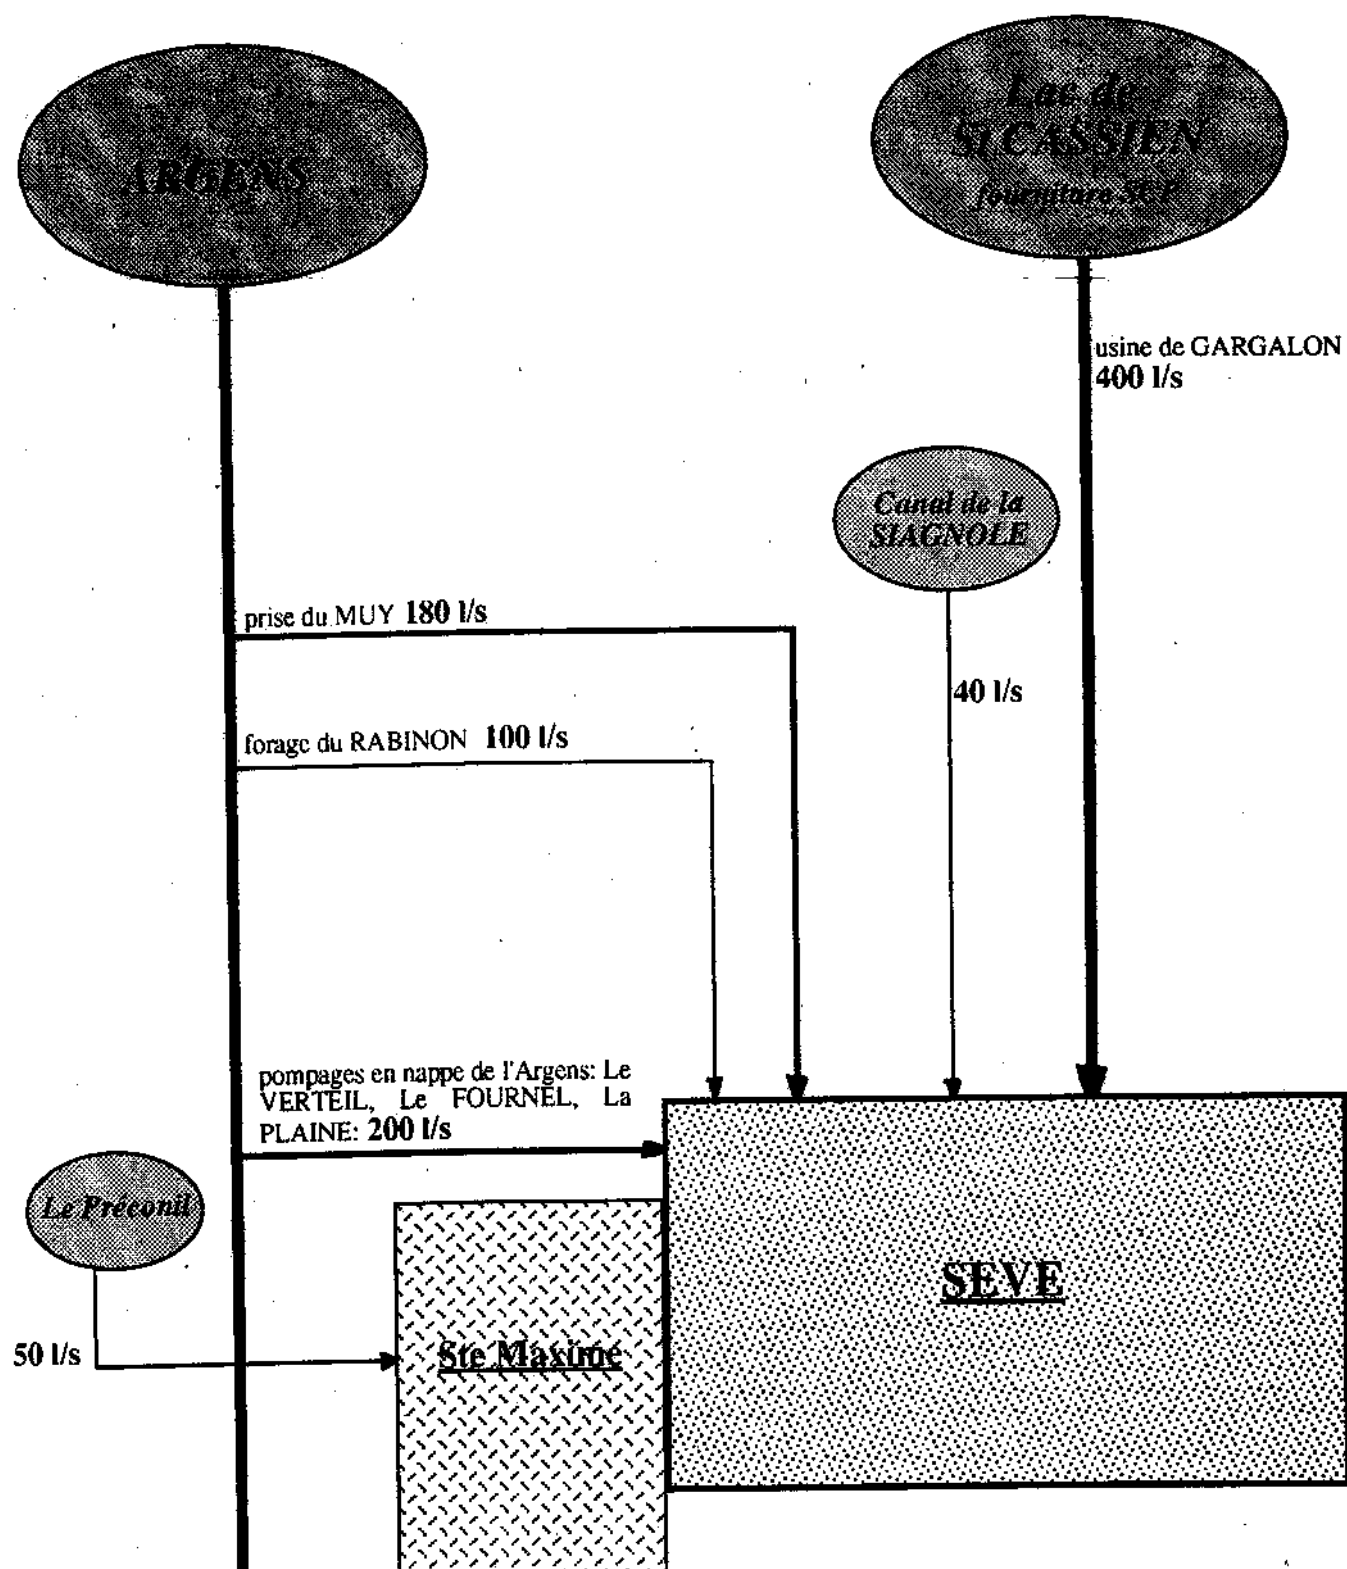 ARGENS
Lac de
St CASSIEN
fourniture SCP
usine de GARGALON
400 l/s
Canal de la
SIAGNOLE
prise du MUY 180 l/s
40 l/s
forage du RABINON 100 l/s
pompages en nappe de l'Argens: Le
VERTEIL, Le FOURNEL, La
PLAINE: 200 l/s
Le Préconil
SEVE
Ste Maxime
50 l/s